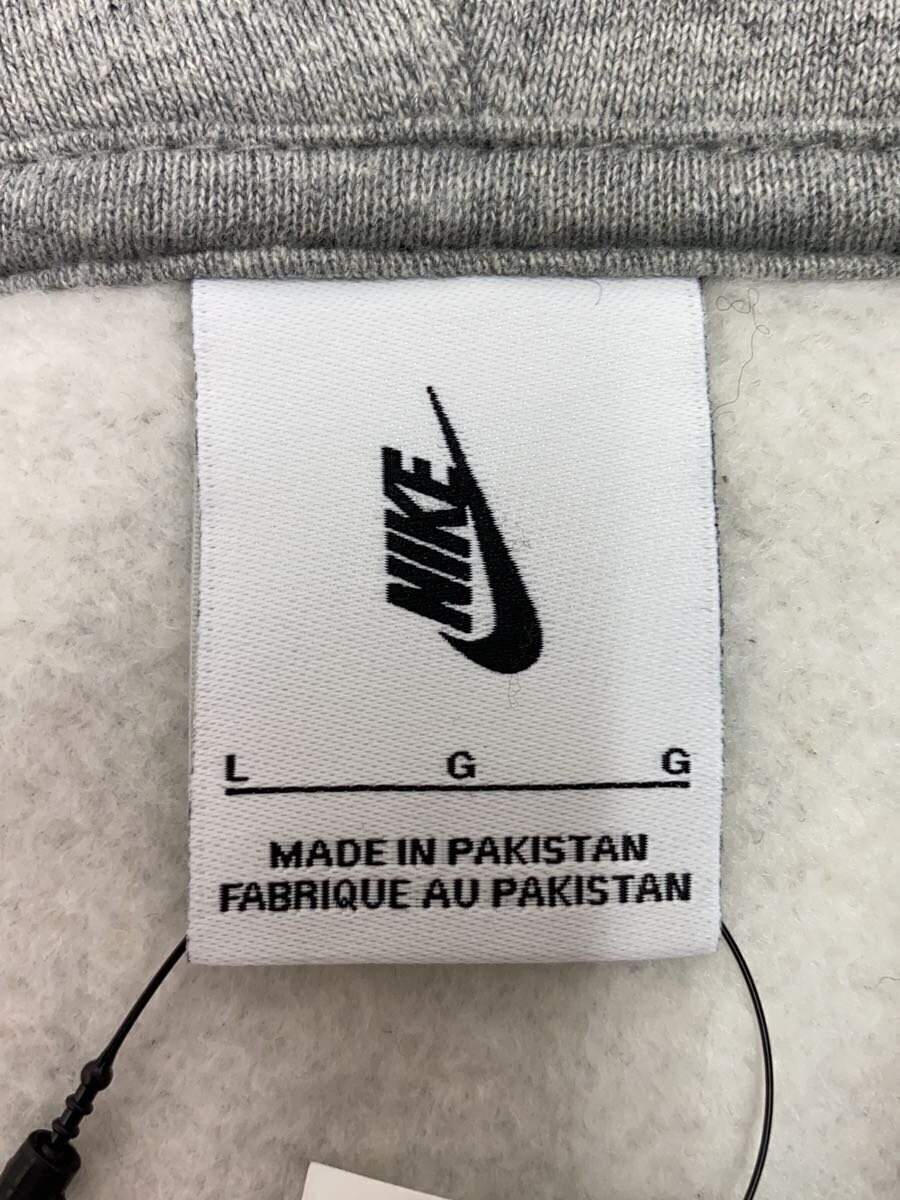 NIKE
L G G
MADE IN PAKISTAN
FABRIQUE AU PAKISTAN